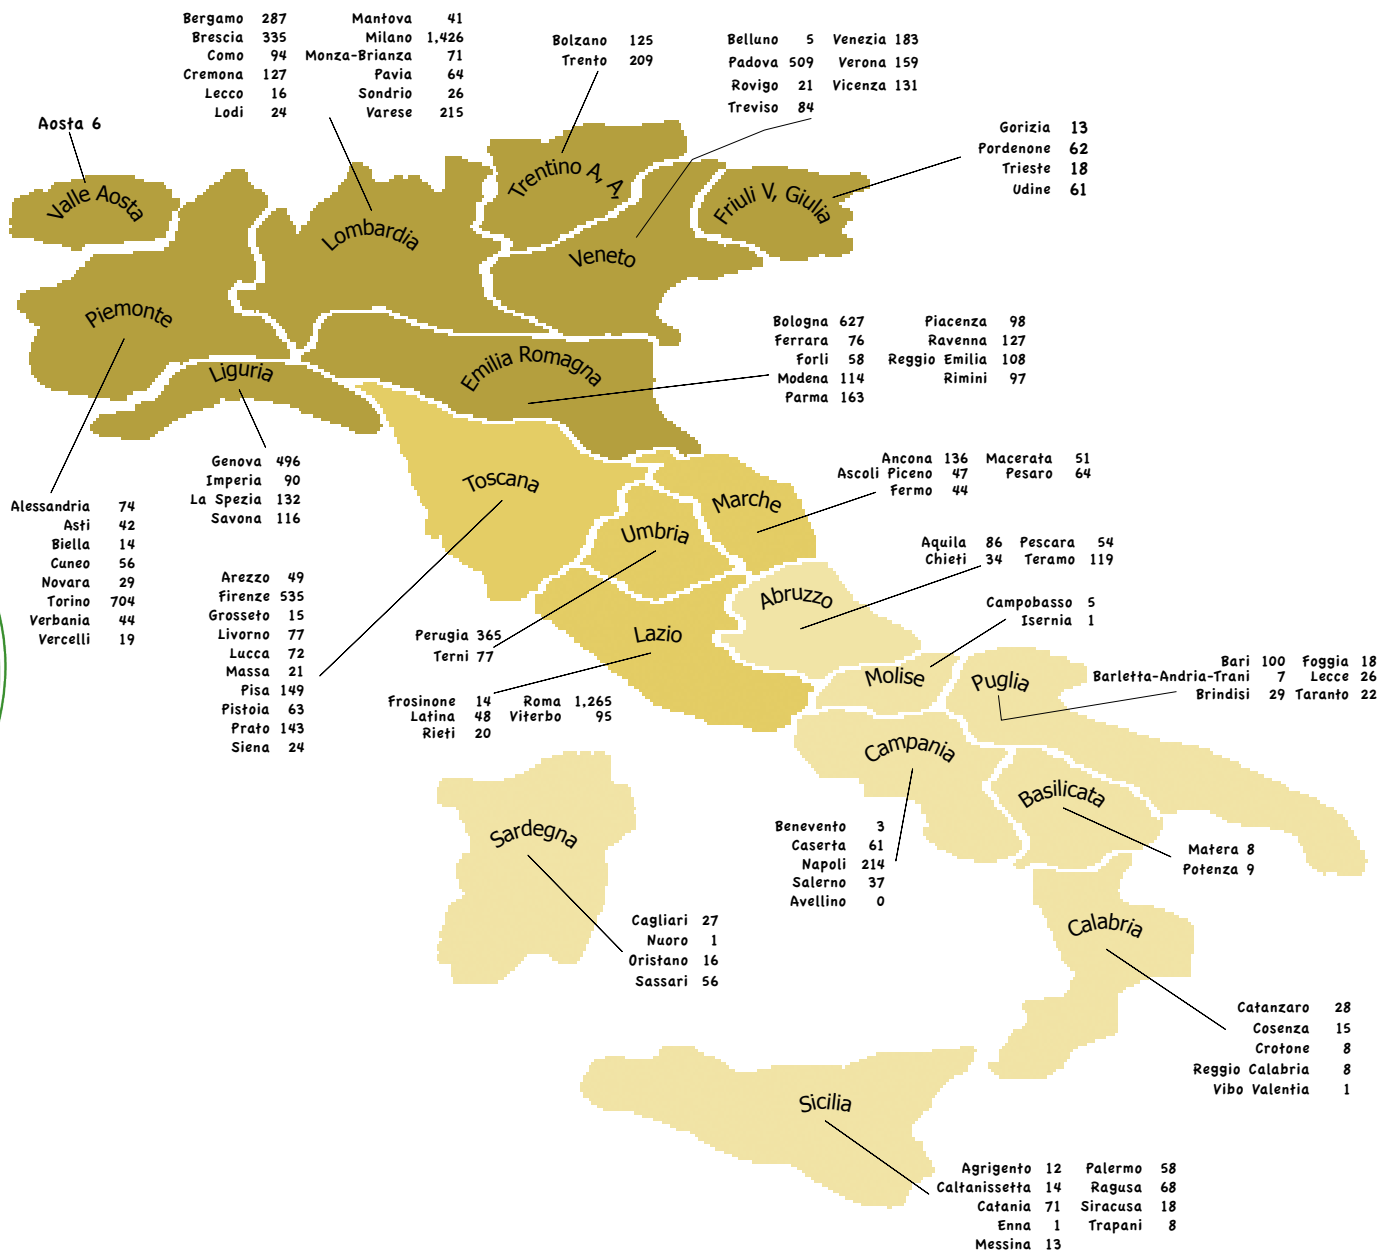 Bergamo 287 Mantova 41
Brescia 335 Milano 1,426
Como 94 Monza-Brianza 71
Cremona 127 Pavia 64
Lecco 16 Sondrio 26
Lodi 24 Varese 215
Bolzano 125
Trento 209
Belluno 5 Venezia 183
Padova 509 Verona 159
Rovigo 21 Vicenza 131
Treviso 84
Aosta 6
Gorizia 13
Pordenone 62
Trieste 18
Udine 61
Valle Aosta
Lombardia
Trentino A, A,
Veneto
Friuli V, Giulia
Piemonte
Liguria
Emilia Romagna
Bologna 627 Piacenza 98
Ferrara 76 Ravenna 127
Forli 58 Reggio Emilia 108
Modena 114 Rimini 97
Parma 163
Genova 496
Imperia 90
La Spezia 132
Savona 116
Toscana
Umbria
Marche
Ancona 136 Macerata 51
Ascoli Piceno 47 Pesaro 64
Fermo 44
Alessandria 74
Asti 42
Biella 14
Cuneo 56
Novara 29
Torino 704
Verbania 44
Vercelli 19
Aquila 86 Pescara 54
Chieti 34 Teramo 119
Arezzo 49
Firenze 535
Grosseto 15
Livorno 77
Lucca 72
Massa 21
Pisa 149
Pistoia 63
Prato 143
Siena 24
Abruzzo
Lazio
Perugia 365
Terni 77
Campobasso 5
Isernia 1
Molise
Puglia
Bari 100 Foggia 18
Barletta-Andria-Trani 7 Lecce 26
Brindisi 29 Taranto 22
Frosinone 14 Roma 1,265
Latina 48 Viterbo 95
Rieti 20
Campania
Basilicata
Sardegna
Benevento 3
Caserta 61
Napoli 214
Salerno 37
Avellino 0
Matera 8
Potenza 9
Cagliari 27
Nuoro 1
Oristano 16
Sassari 56
Calabria
Catanzaro 28
Cosenza 15
Crotone 8
Reggio Calabria 8
Vibo Valentia 1
Sicilia
Agrigento 12 Palermo 58
Caltanissetta 14 Ragusa 68
Catania 71 Siracusa 18
Enna 1 Trapani 8
Messina 13